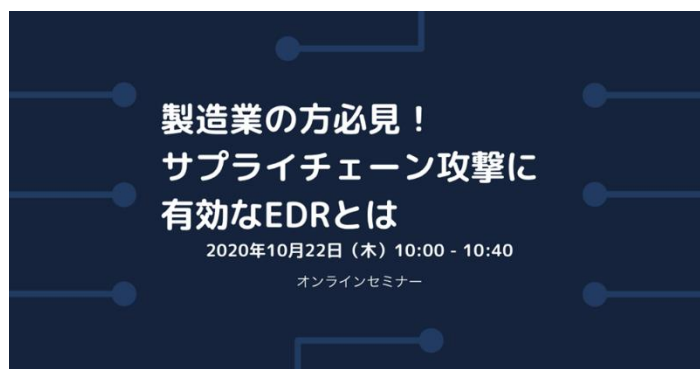 製造業の方必見！
サプライチェーン攻撃に
有効なEDRとは
2020年10月22日（木）10:00 - 10:40
オンラインセミナー